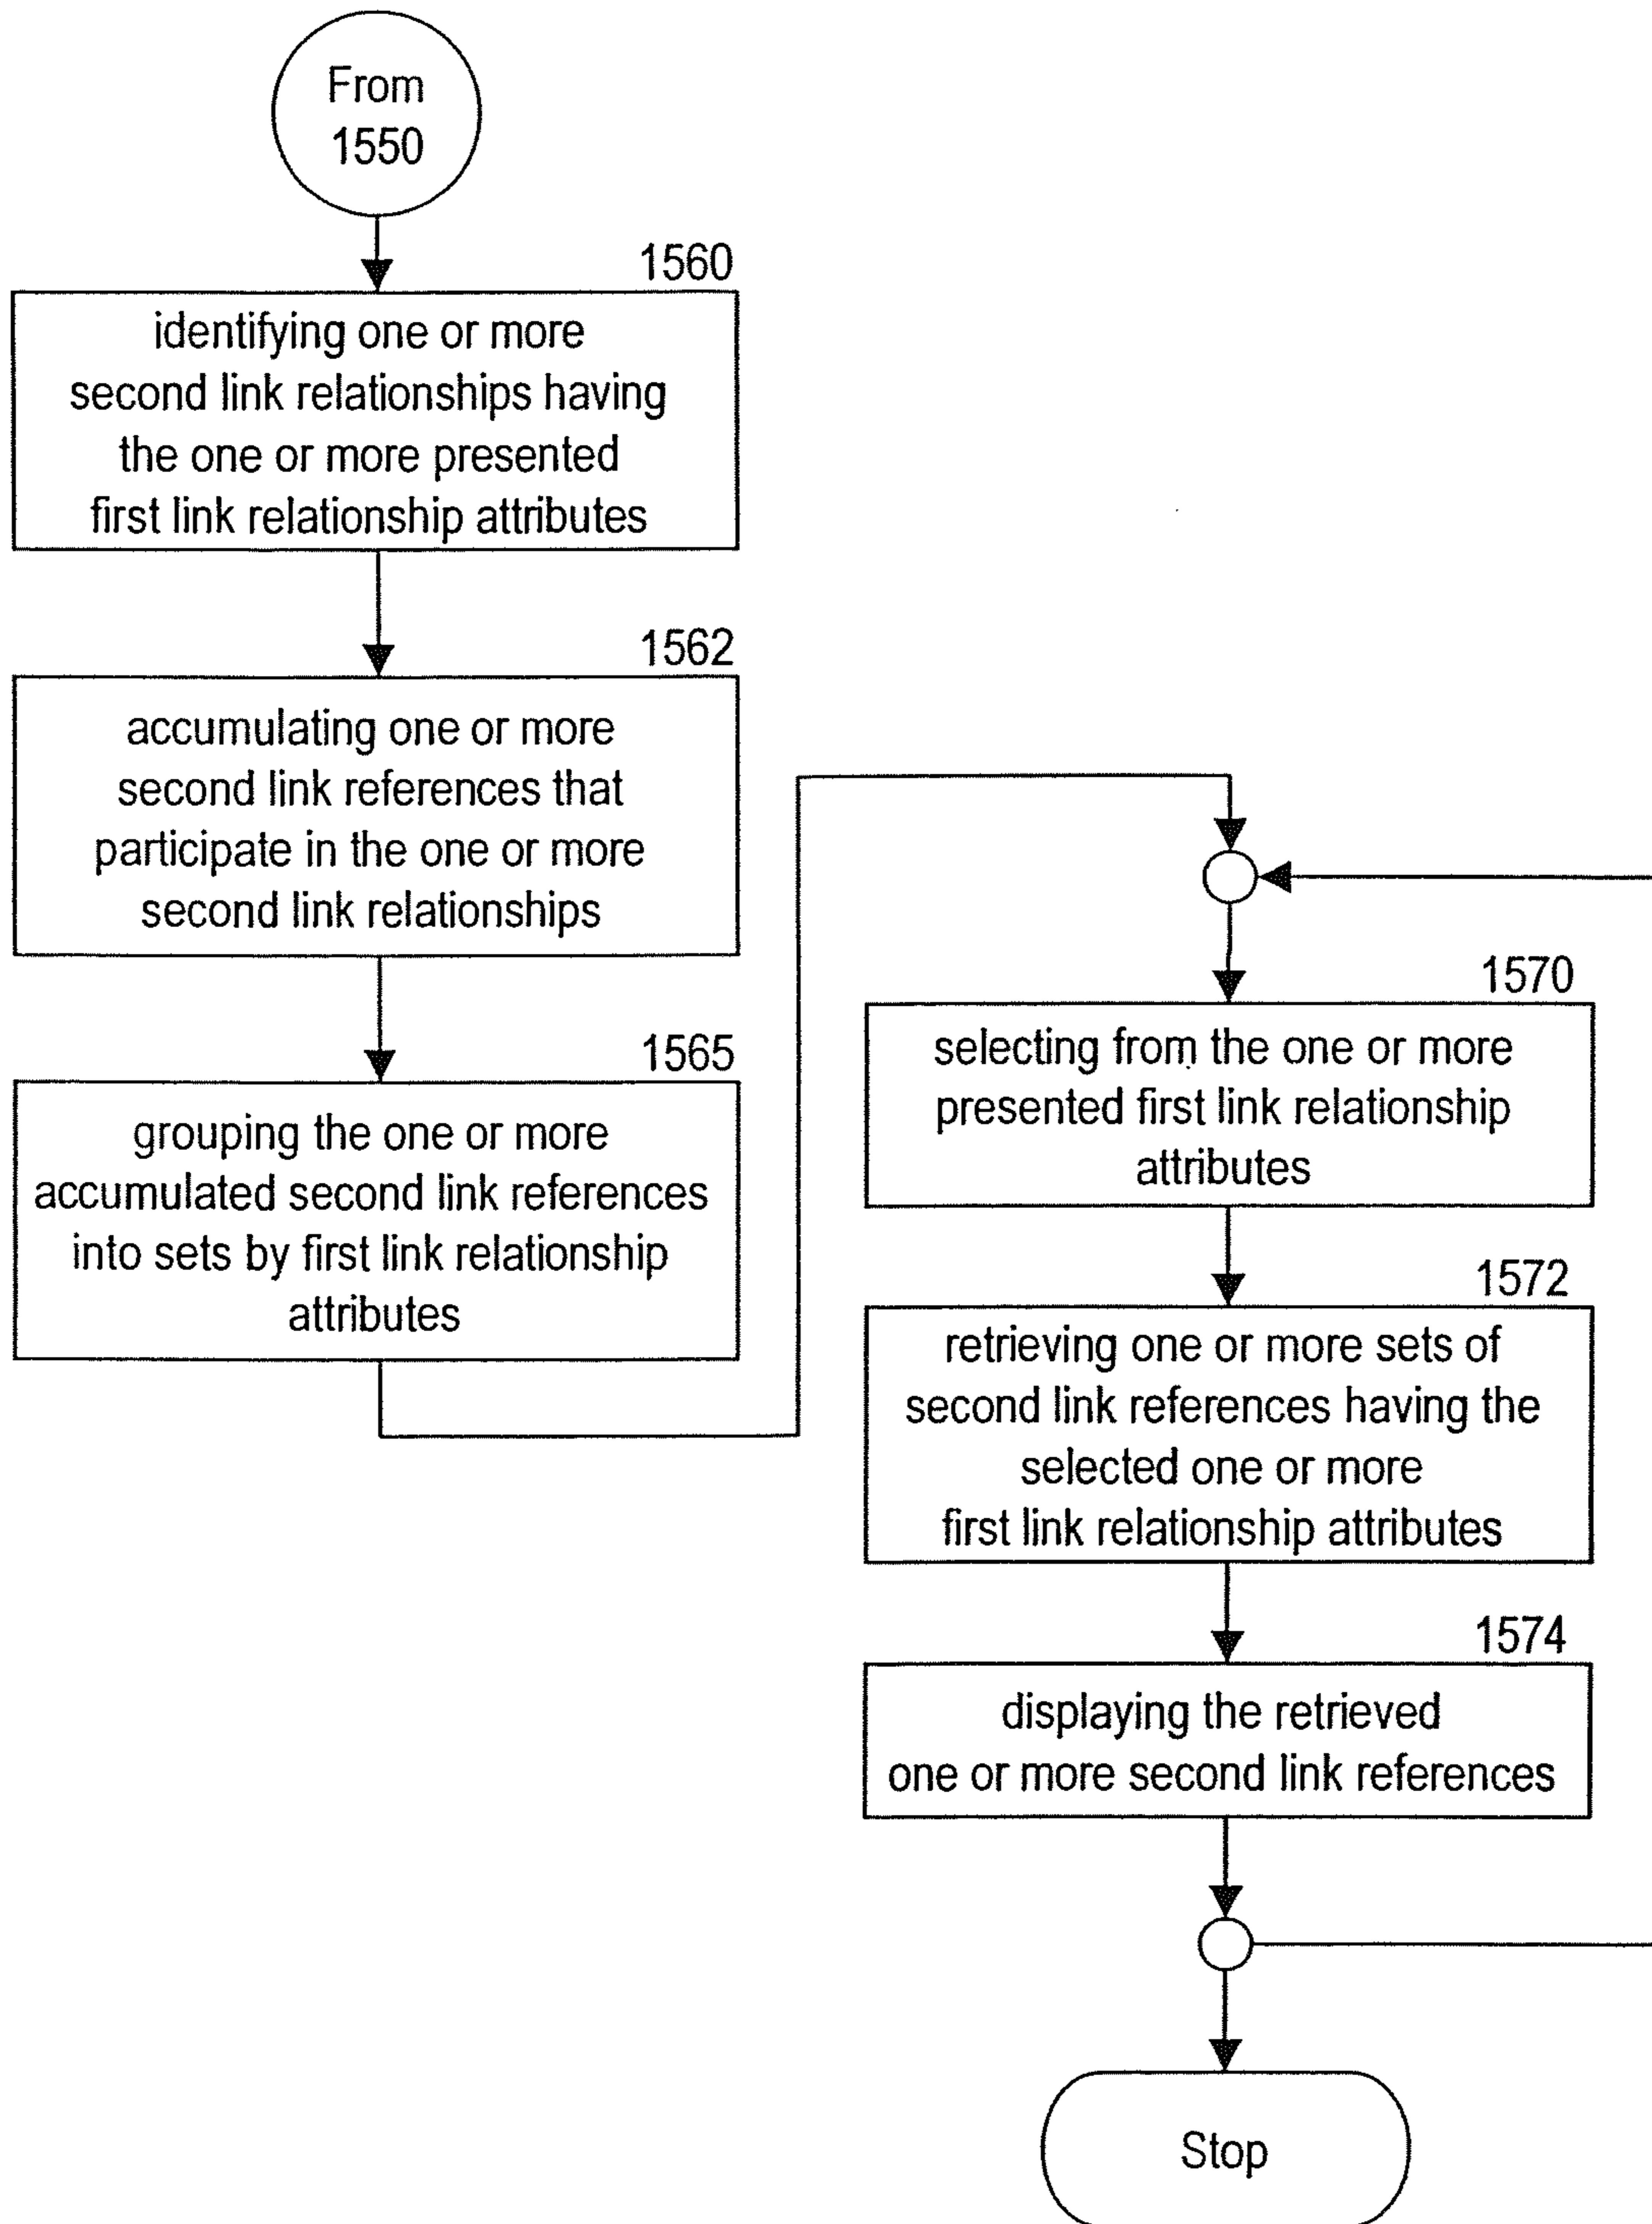 From
1550
1560
identifying one or more
second link relationships having
the one or more presented
first link relationship attributes
1562
accumulating one or more
second link references that
participate in the one or more
second link relationships
1565
grouping the one or more
accumulated second link references
into sets by first link relationship
attributes
1570
selecting from the one or more
presented first link relationship
attributes
1572
retrieving one or more sets of
second link references having the
selected one or more
first link relationship attributes
1574
displaying the retrieved
one or more second link references
Stop